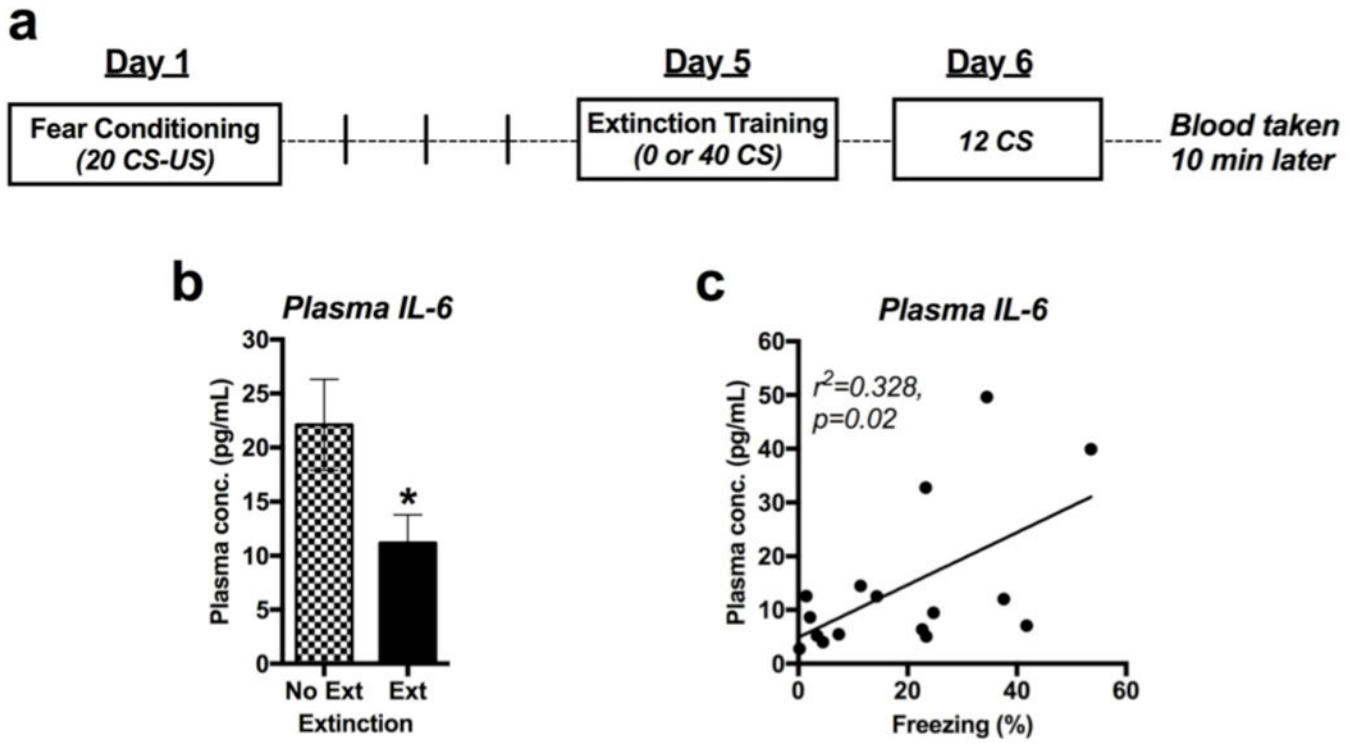 a
Day 1
Day 5
Day 6
Fear Conditioning
(20 CS-US)
Extinction Training
(0 or 40 CS)
12 CS
Blood taken
10 min later
b
Plasma IL-6
Plasma conc. (pg/mL)
30
25
20
15
10
5
0
*
No Ext
Ext
Extinction
c
Plasma IL-6
Plasma conc. (pg/mL)
60
50
40
30
20
10
0
r²=0.328,
p=0.02
0
20
40
60
Freezing (%)